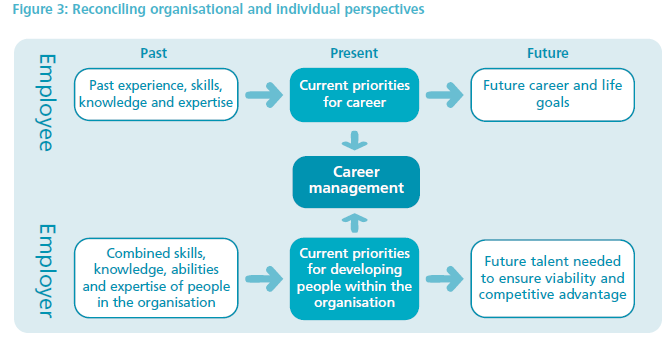 Figure 3: Reconciling organisational and individual perspectives
Past
Present
Future
Employee
Past experience, skills,
knowledge and expertise
Current priorities
for career
Future career and life
goals
Career
management
Employer
Combined skills,
knowledge, abilities
and expertise of people
in the organisation
Current priorities
for developing
people within the
organisation
Future talent needed
to ensure viability and
competitive advantage